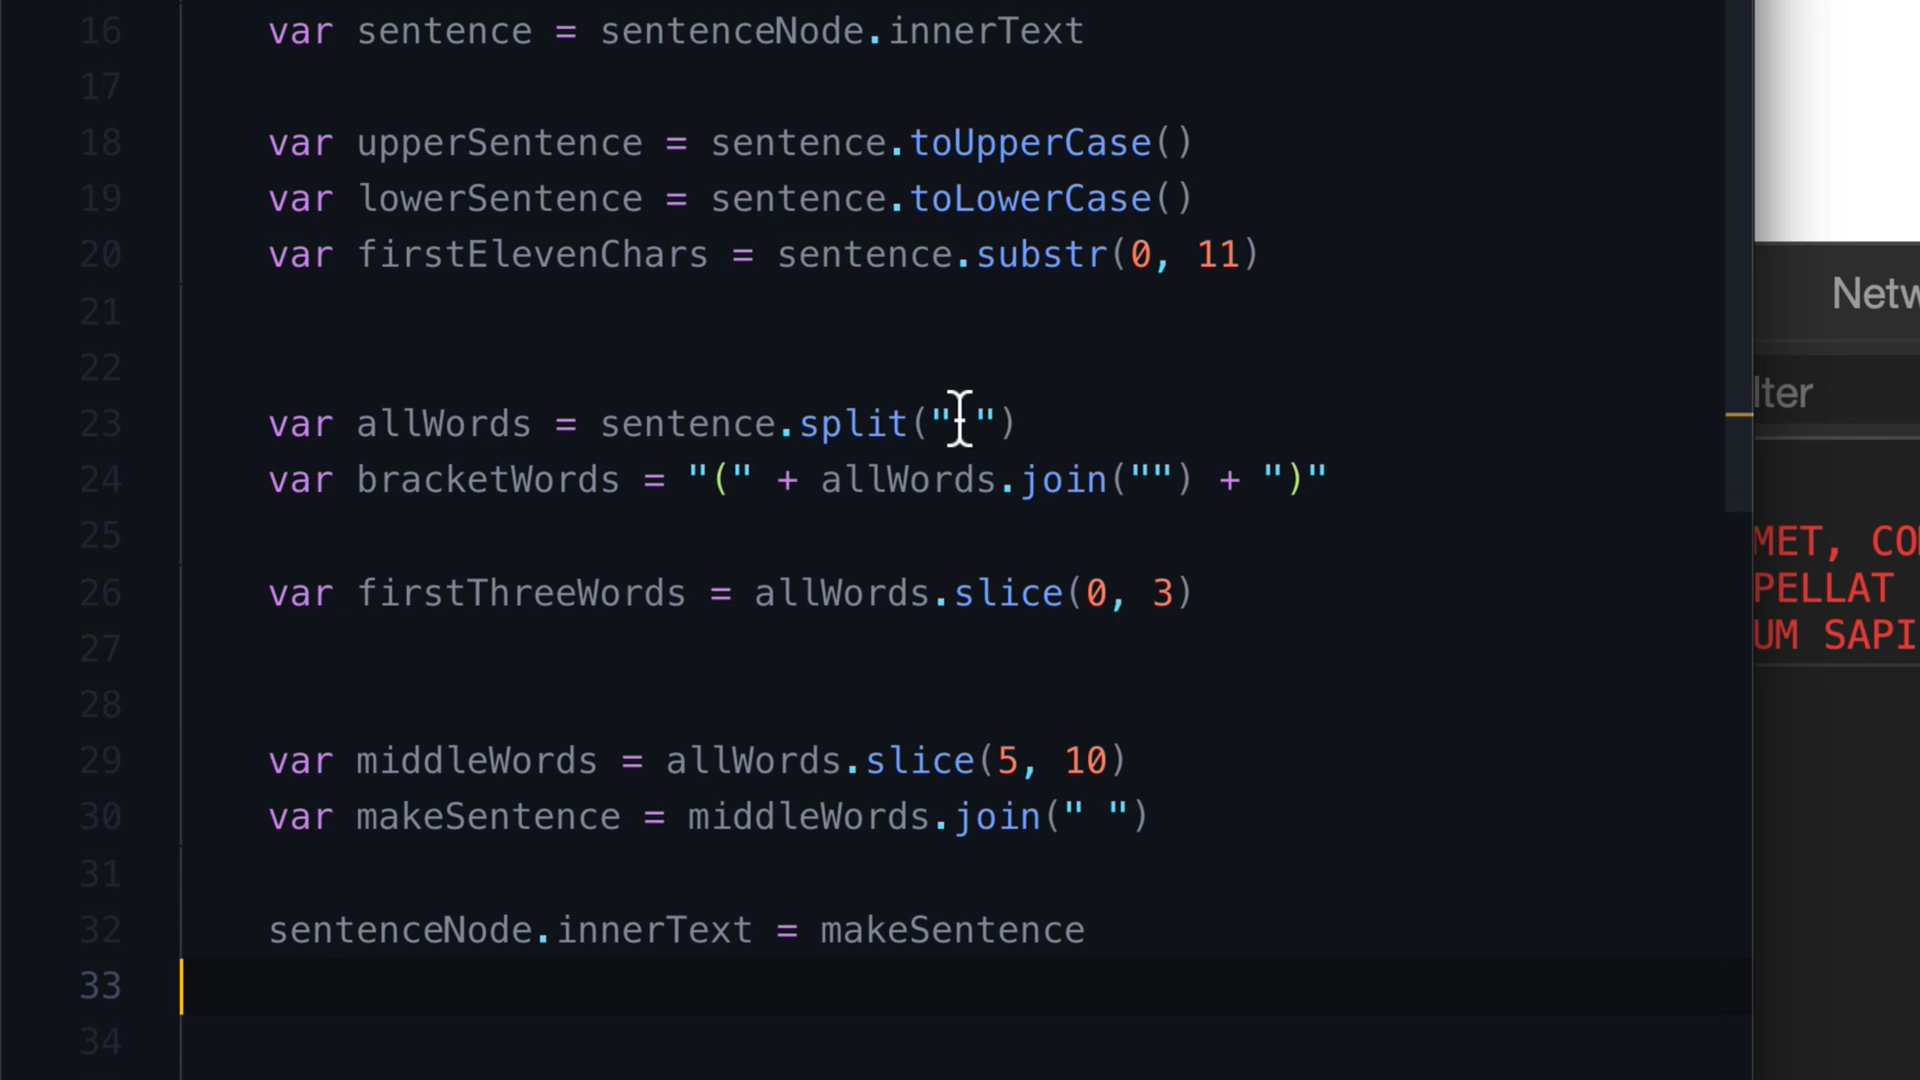 16 var sentence = sentenceNode.innerText
17
18 var upperSentence = sentence.toUpperCase()
19 var lowerSentence = sentence.toLowerCase()
20 var firstElevenChars = sentence.substr(0, 11)
21
22
23 var allWords = sentence.split(" ")
24 var bracketWords = "(" + allWords.join("") + ")"
25
26 var firstThreeWords = allWords.slice(0, 3)
27
28
29 var middleWords = allWords.slice(5, 10)
30 var makeSentence = middleWords.join(" ")
31
32 sentenceNode.innerText = makeSentence
33
34
Netw
lter
MET, CO
PELLAT
UM SAPI